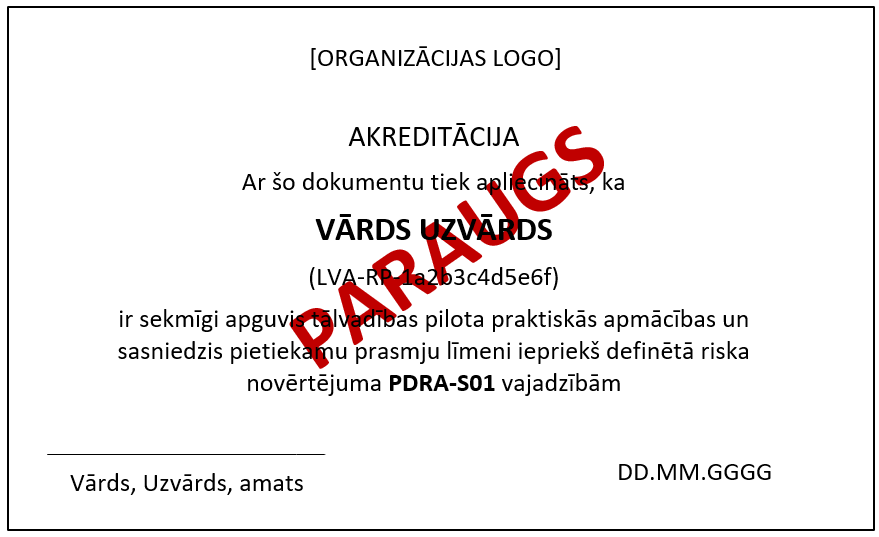 [ORGANIZĀCIJAS LOGO]
AKREDITĀCIJA
Ar šo dokumentu tiek apliecināts, ka
VĀRDS UZVĀRDS
(LVA-RP-1a2b3c4d5e6f)
ir sekmīgi apguvis tālvadības pilota praktiskās apmācības un
sasniedzis pietiekamu prasmju līmeni iepriekš definētā riska
novērtējuma PDRA-S01 vajadzībām
PARAUGS
Vārds, Uzvārds, amats
DD.MM.GGGG